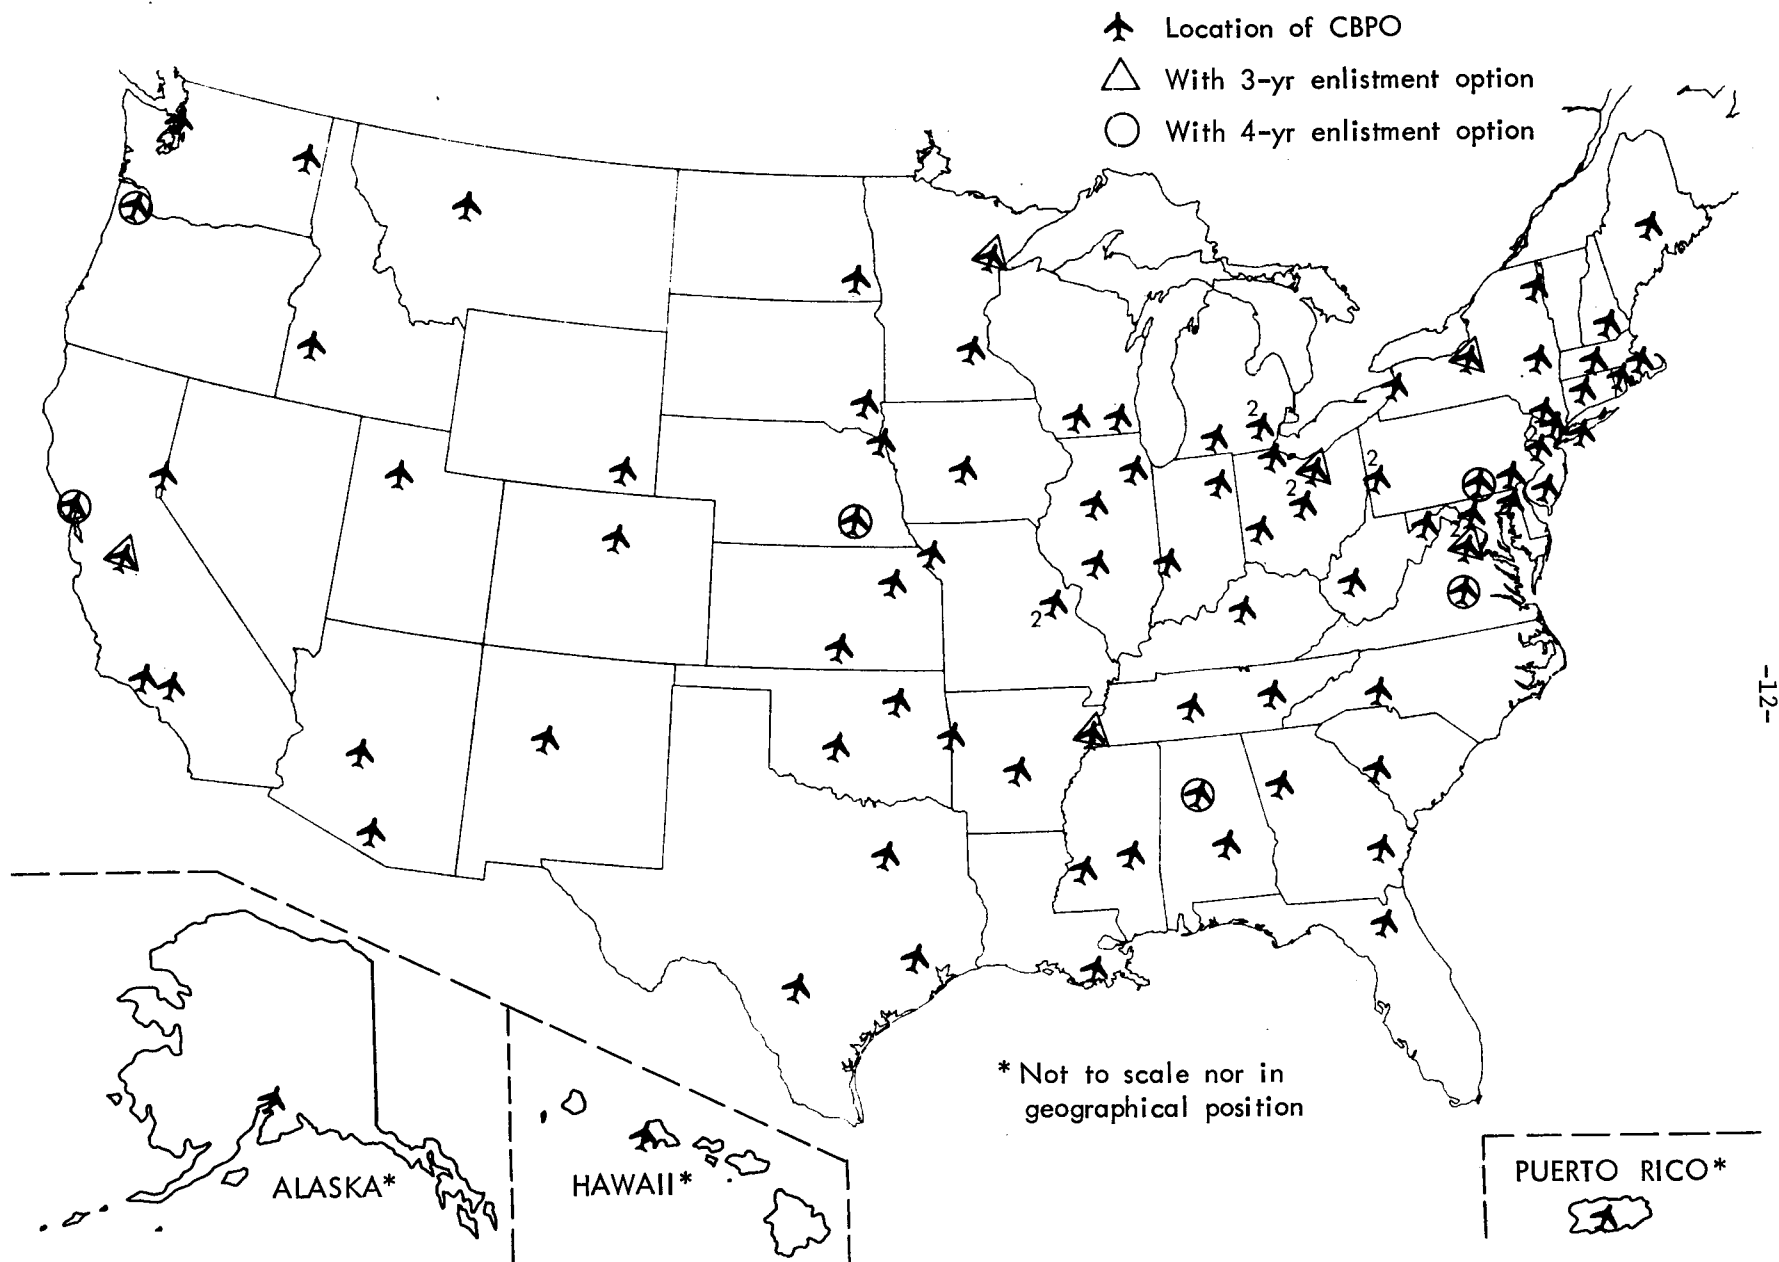 Location of CBPO
With 3-yr enlistment option
With 4-yr enlistment option
2
2
2
2
-12-
* Not to scale nor in
geographical position
ALASKA*
HAWAII*
PUERTO RICO*